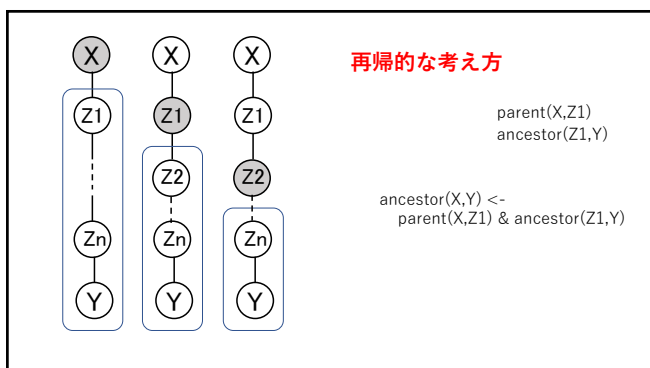 X
Z1
Zn
Y
X
Z1
Z2
Zn
Y
X
Z1
Z2
Zn
Y
再帰的な考え方
parent(X,Z1)
ancestor(Z1,Y)
ancestor(X,Y) <-
parent(X,Z1) & ancestor(Z1,Y)